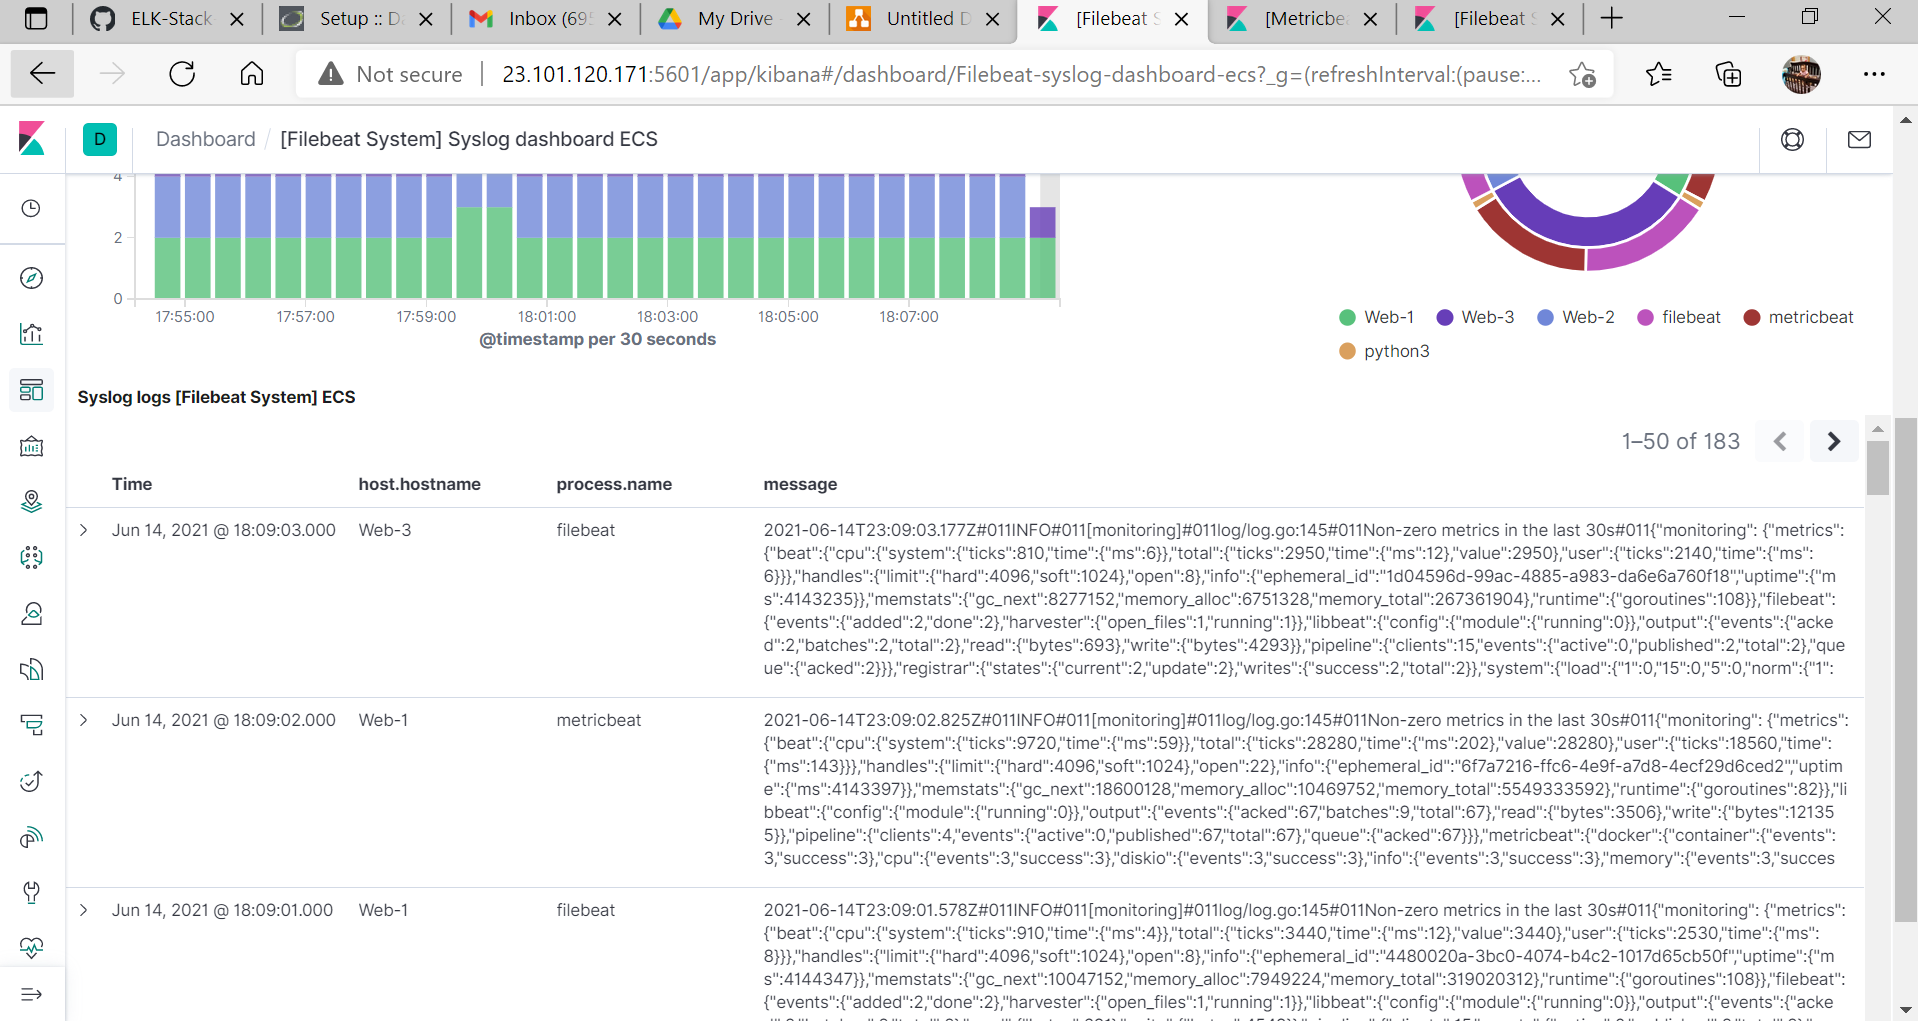 ELK-Stack
Setup :: D
Inbox (69
My Drive
Untitled D
[Filebeat S
[Metricbe
[Filebeat S
Not secure
23.101.120.171:5601/app/kibana#/dashboard/Filebeat-syslog-dashboard-ecs?_g=(refreshInterval:(pause:...
D
Dashboard / [Filebeat System] Syslog dashboard ECS
4
2
0
17:55:00 17:57:00 17:59:00 18:01:00 18:03:00 18:05:00 18:07:00
@timestamp per 30 seconds
Web-1 Web-3 Web-2 filebeat metricbeat
python3
Syslog logs [Filebeat System] ECS
1–50 of 183
Time host.hostname process.name message
Jun 14, 2021 @ 18:09:03.000 Web-3 filebeat 2021-06-14T23:09:03.177Z#011INFO#011[monitoring]#011log/log.go:145#011Non-zero metrics in the last 30s#011{"monitoring": {"metrics":
{"beat":{"cpu":{"system":{"ticks":810,"time":{"ms":6}},"total":{"ticks":2950,"time":{"ms":12},"value":2950},"user":{"ticks":2140,"time":{"ms":
6}}},"handles":{"limit":{"hard":4096,"soft":1024},"open":8},"info":{"ephemeral_id":"1d04596d-99ac-4885-a983-da6e6a760f18","uptime":{"m
s":4143235}},"memstats":{"gc_next":8277152,"memory_alloc":6751328,"memory_total":267361904},"runtime":{"goroutines":108}},"filebeat":
{"events":{"added":2,"done":2},"harvester":{"open_files":1,"running":1}},"libbeat":{"config":{"module":{"running":0}},"output":{"events":{"acke
d":2,"batches":2,"total":2},"read":{"bytes":693},"write":{"bytes":4293}},"pipeline":{"clients":15,"events":{"active":0,"published":2,"total":2},"que
ue":{"acked":2}}},"registrar":{"states":{"current":2,"update":2},"writes":{"success":2,"total":2}},"system":{"load":{"1":0,"15":0,"5":0,"norm":{"1":
Jun 14, 2021 @ 18:09:02.000 Web-1 metricbeat 2021-06-14T23:09:02.825Z#011INFO#011[monitoring]#011log/log.go:145#011Non-zero metrics in the last 30s#011{"monitoring": {"metrics":
{"beat":{"cpu":{"system":{"ticks":9720,"time":{"ms":59}},"total":{"ticks":28280,"time":{"ms":202},"value":28280},"user":{"ticks":18560,"time":
{"ms":143}}},"handles":{"limit":{"hard":4096,"soft":1024},"open":22},"info":{"ephemeral_id":"6f7a7216-ffc6-4e9f-a7d8-4ecf29d6ced2","uptim
e":{"ms":4143397}},"memstats":{"gc_next":18600128,"memory_alloc":10469752,"memory_total":5549333592},"runtime":{"goroutines":82}},"li
bbeat":{"config":{"module":{"running":0}},"output":{"events":{"acked":67,"batches":9,"total":67},"read":{"bytes":3506},"write":{"bytes":12135
5}},"pipeline":{"clients":4,"events":{"active":0,"published":67,"total":67},"queue":{"acked":67}}},"metricbeat":{"docker":{"container":{"events":
3,"success":3},"cpu":{"events":3,"success":3},"diskio":{"events":3,"success":3},"info":{"events":3,"success":3},"memory":{"events":3,"succes
Jun 14, 2021 @ 18:09:01.000 Web-1 filebeat 2021-06-14T23:09:01.578Z#011INFO#011[monitoring]#011log/log.go:145#011Non-zero metrics in the last 30s#011{"monitoring": {"metrics":
{"beat":{"cpu":{"system":{"ticks":910,"time":{"ms":4}},"total":{"ticks":3440,"time":{"ms":12},"value":3440},"user":{"ticks":2530,"time":{"ms":
8}}},"handles":{"limit":{"hard":4096,"soft":1024},"open":8},"info":{"ephemeral_id":"4480020a-3bc0-4074-b4c2-1017d65cb50f","uptime":{"m
s":4144347}},"memstats":{"gc_next":10047152,"memory_alloc":7949224,"memory_total":319020312},"runtime":{"goroutines":108}},"filebeat":
{"events":{"added":2,"done":2},"harvester":{"open_files":1,"running":1}},"libbeat":{"config":{"module":{"running":0}},"output":{"events":{"acke